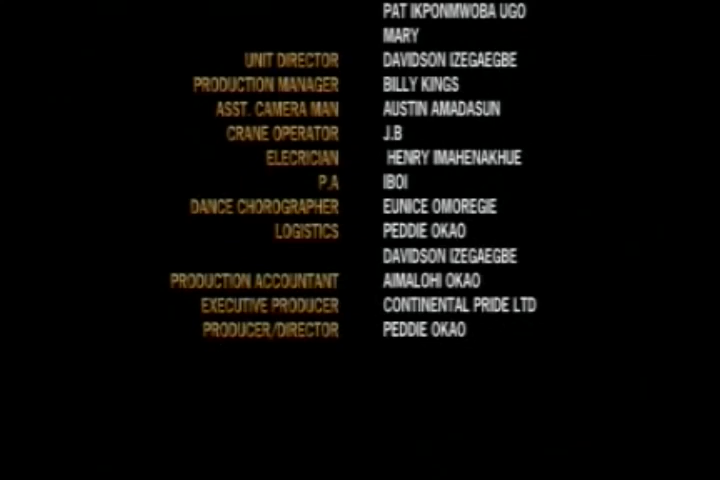 PAT IKPONMWOBA UGO
MARY
UNIT DIRECTOR DAVIDSON IZEGAEGBE
PRODUCTION MANAGER BILLY KINGS
ASST. CAMERA MAN AUSTIN AMADASUN
CRANE OPERATOR J.B
ELECRICIAN HENRY IMAHENAKHUE
P.A IBOI
DANCE CHOROGRAPHER EUNICE OMOREGIE
LOGISTICS PEDDIE OKAO
DAVIDSON IZEGAEGBE
PRODUCTION ACCOUNTANT AIMALOHI OKAO
EXECUTIVE PRODUCER CONTINENTAL PRIDE LTD
PRODUCER/DIRECTOR PEDDIE OKAO